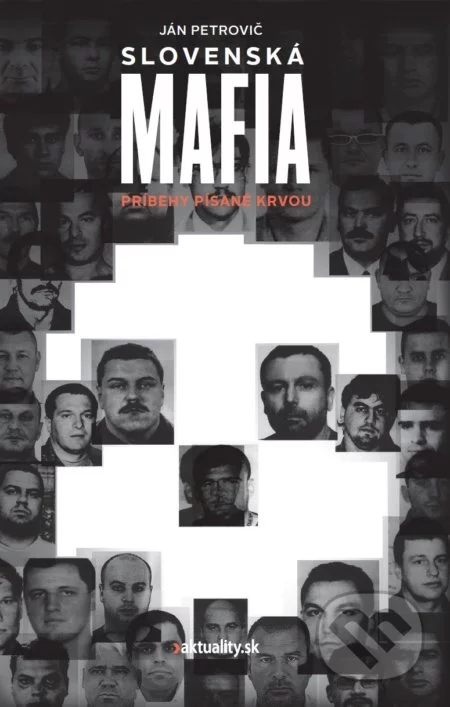 JÁN PETROVIČ
SLOVENSKÁ
MAFIA
PRÍBEHY PÍSANÉ KRVOU
aktuality.sk